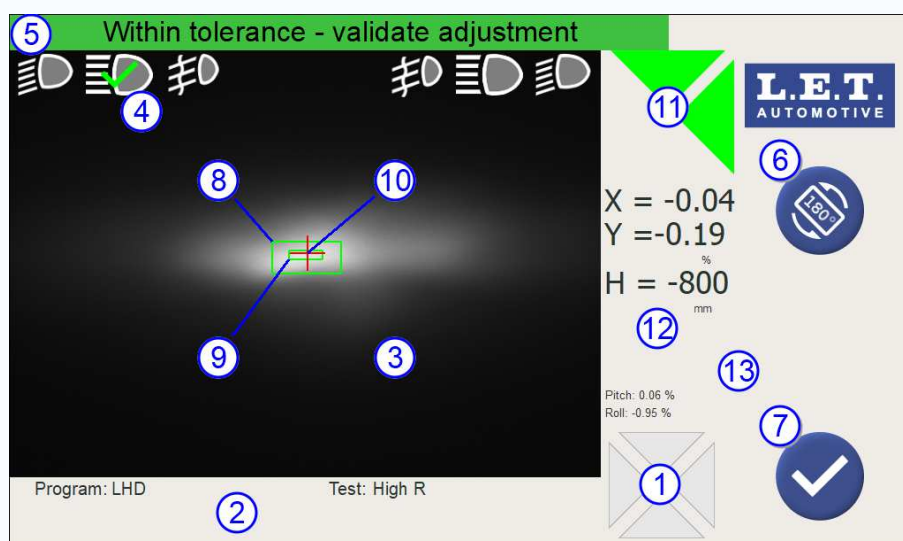 5
Within tolerance - validate adjustment
4
11
L.E.T.
AUTOMOTIVE
6
180°
8
10
X = -0.04
Y =-0.19
%
H = -800
mm
12
9
3
13
Pitch: 0.06 %
Roll: -0.95 %
7
1
Program: LHD
Test: High R
2